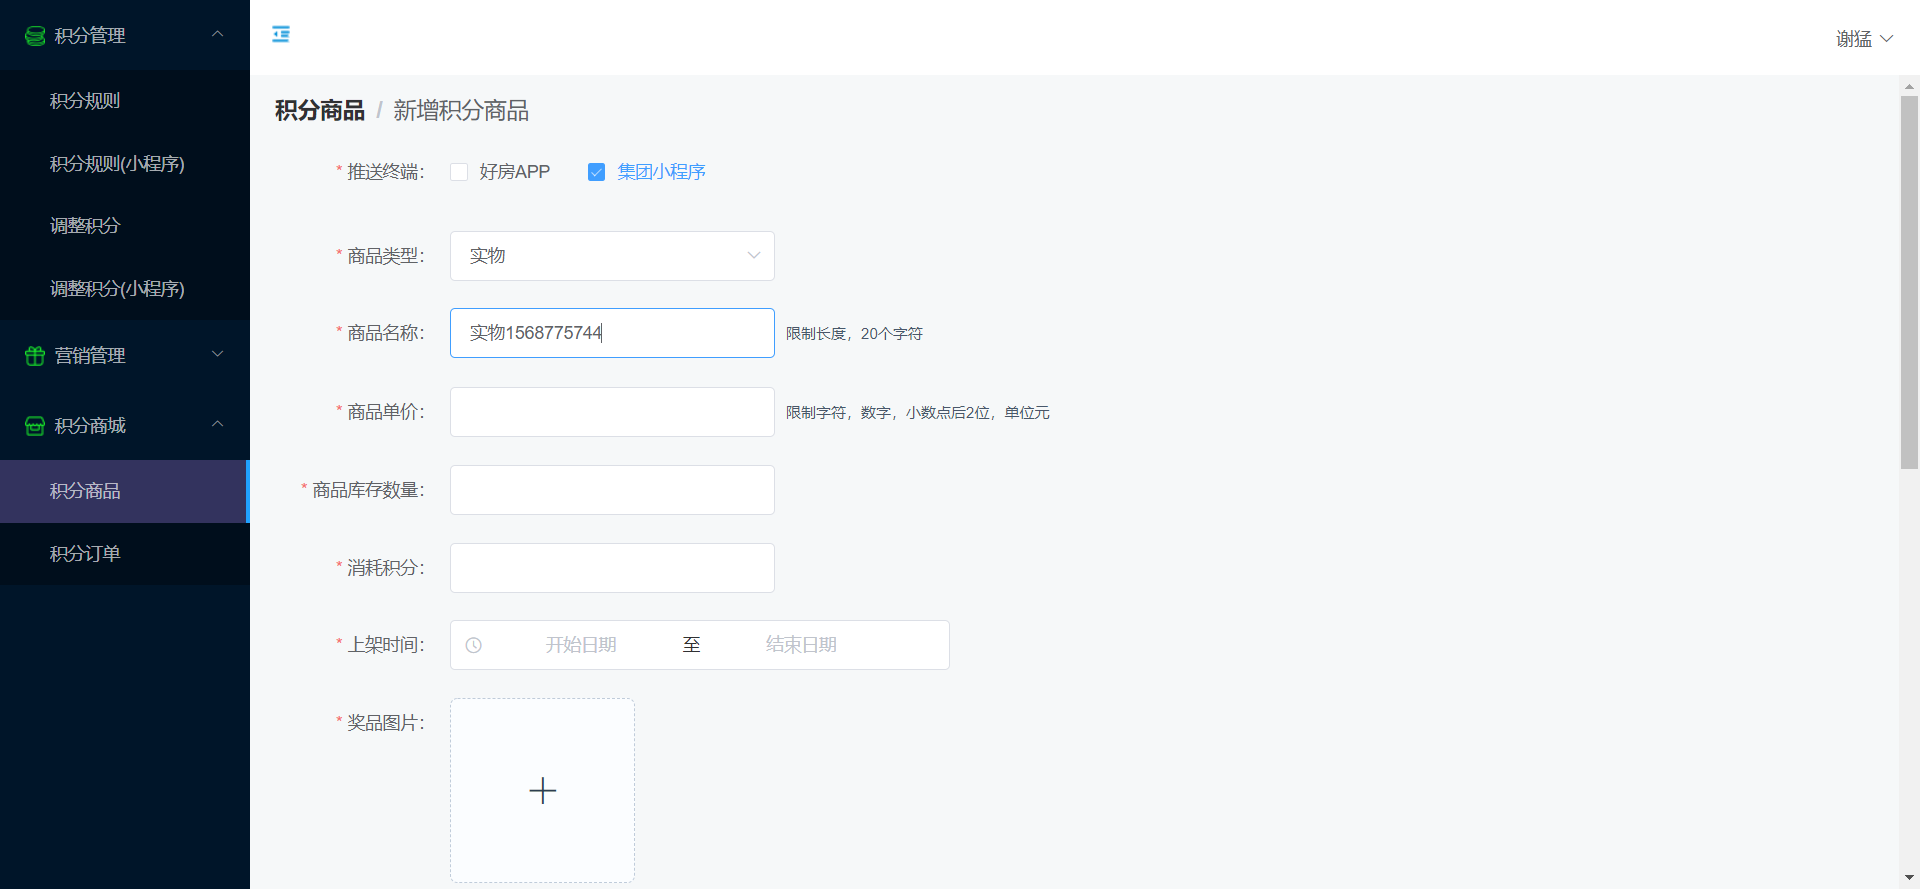 积分管理
积分规则
积分规则(小程序)
调整积分
调整积分(小程序)
营销管理
积分商城
积分商品
积分订单
谢猛
积分商品 / 新增积分商品
* 推送终端: 好房APP 集团小程序
* 商品类型: 实物
* 商品名称: 实物1568775744 限制长度，20个字符
* 商品单价: 限制字符，数字，小数点后2位，单位元
* 商品库存数量:
* 消耗积分:
* 上架时间: 开始日期 至 结束日期
* 奖品图片: